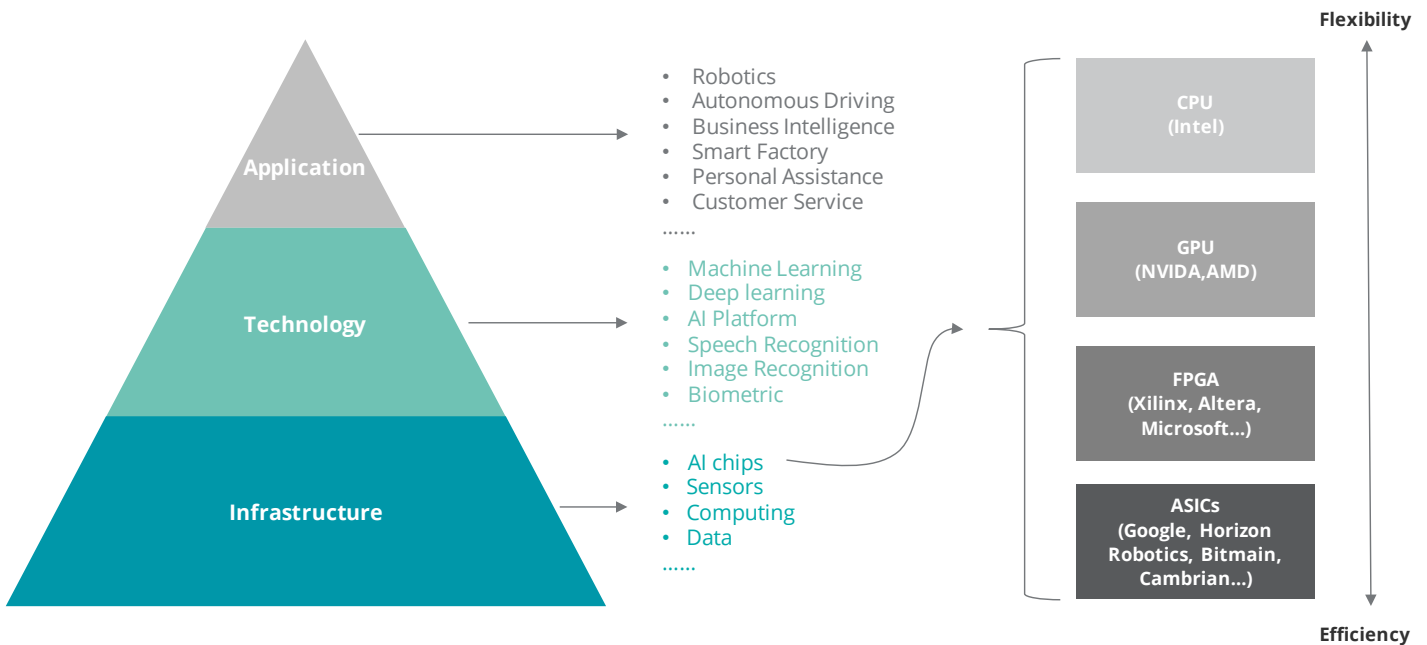 Application
• Robotics
• Autonomous Driving
• Business Intelligence
• Smart Factory
• Personal Assistance
• Customer Service
......
Technology
• Machine Learning
• Deep learning
• AI Platform
• Speech Recognition
• Image Recognition
• Biometric
......
Infrastructure
• AI chips
• Sensors
• Computing
• Data
......
Flexibility
CPU
(Intel)
GPU
(NVIDA,AMD)
FPGA
(Xilinx, Altera,
Microsoft...)
ASICs
(Google, Horizon
Robotics, Bitmain,
Cambrian...)
Efficiency